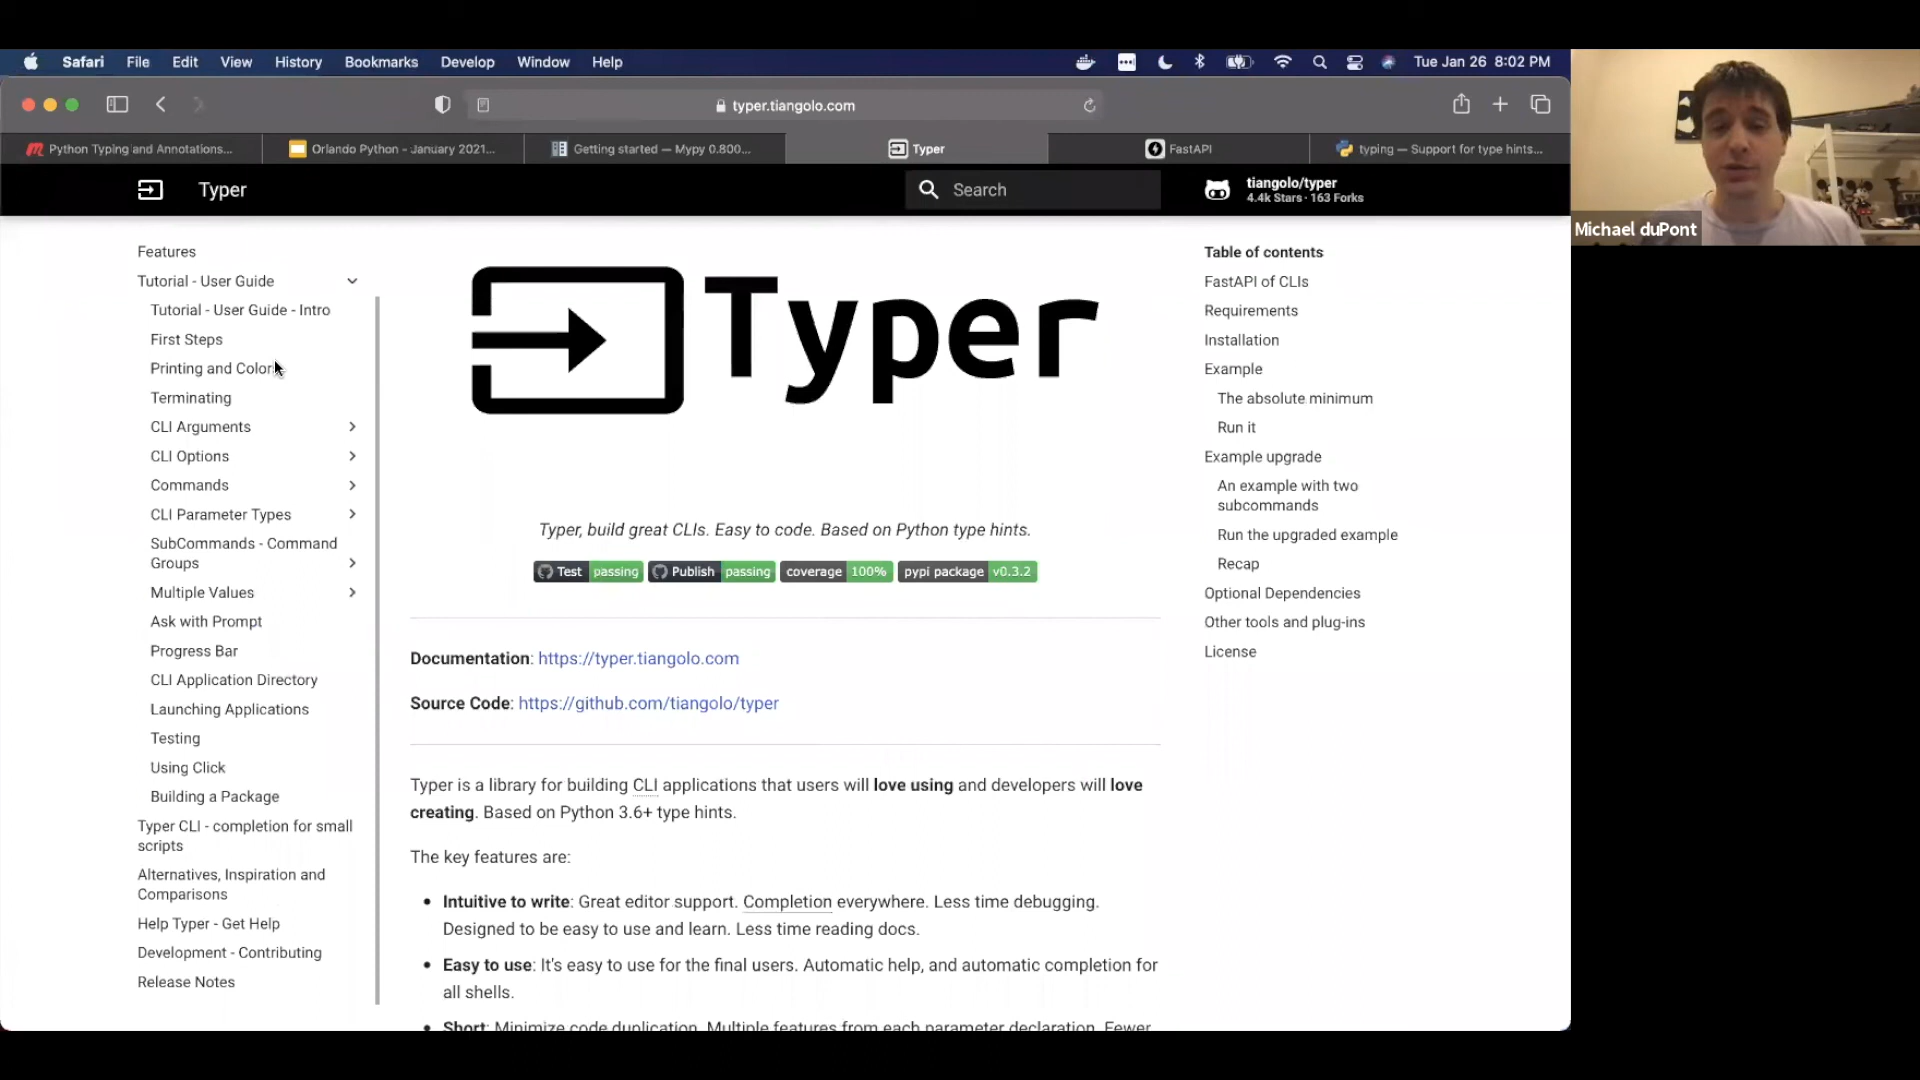 Safari File Edit View History Bookmarks Develop Window Help
Tue Jan 26 8:02 PM
typer.tiangolo.com
Python Typing and Annotations...
Orlando Python - January 2021...
Getting started — Mypy 0.800...
Typer
FastAPI
typing — Support for type hints...
Typer
Search
tiangolo/typer
4.4k Stars · 163 Forks
Michael duPont
Features
Tutorial - User Guide
Tutorial - User Guide - Intro
First Steps
Printing and Color
Terminating
CLI Arguments
CLI Options
Commands
CLI Parameter Types
SubCommands - Command
Groups
Multiple Values
Ask with Prompt
Progress Bar
CLI Application Directory
Launching Applications
Testing
Using Click
Building a Package
Typer CLI - completion for small
scripts
Alternatives, Inspiration and
Comparisons
Help Typer - Get Help
Development - Contributing
Release Notes
Typer
Typer, build great CLIs. Easy to code. Based on Python type hints.
Test passing Publish passing coverage 100% pypi package v0.3.2
Documentation: https://typer.tiangolo.com
Source Code: https://github.com/tiangolo/typer
Typer is a library for building CLI applications that users will love using and developers will love
creating. Based on Python 3.6+ type hints.
The key features are:
• Intuitive to write: Great editor support. Completion everywhere. Less time debugging.
Designed to be easy to use and learn. Less time reading docs.
• Easy to use: It's easy to use for the final users. Automatic help, and automatic completion for
all shells.
• Short: Minimize code duplication. Multiple features from each parameter declaration. Fewer
Table of contents
FastAPI of CLIs
Requirements
Installation
Example
The absolute minimum
Run it
Example upgrade
An example with two
subcommands
Run the upgraded example
Recap
Optional Dependencies
Other tools and plug-ins
License